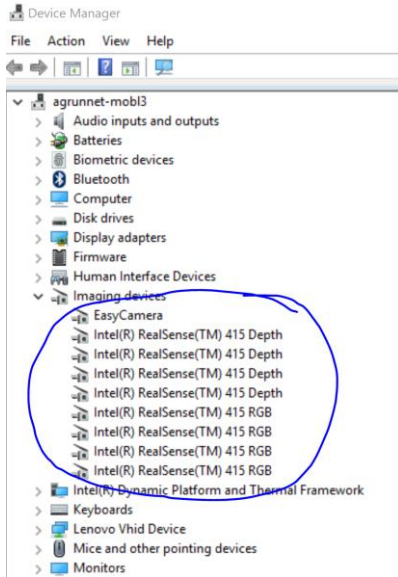 Device Manager
File Action View Help
agrunnet-mobl3
Audio inputs and outputs
Batteries
Biometric devices
Bluetooth
Computer
Disk drives
Display adapters
Firmware
Human Interface Devices
Imaging devices
EasyCamera
Intel(R) RealSense(TM) 415 Depth
Intel(R) RealSense(TM) 415 Depth
Intel(R) RealSense(TM) 415 Depth
Intel(R) RealSense(TM) 415 Depth
Intel(R) RealSense(TM) 415 RGB
Intel(R) RealSense(TM) 415 RGB
Intel(R) RealSense(TM) 415 RGB
Intel(R) RealSense(TM) 415 RGB
Intel(R) Dynamic Platform and Thermal Framework
Keyboards
Lenovo Vhid Device
Mice and other pointing devices
Monitors